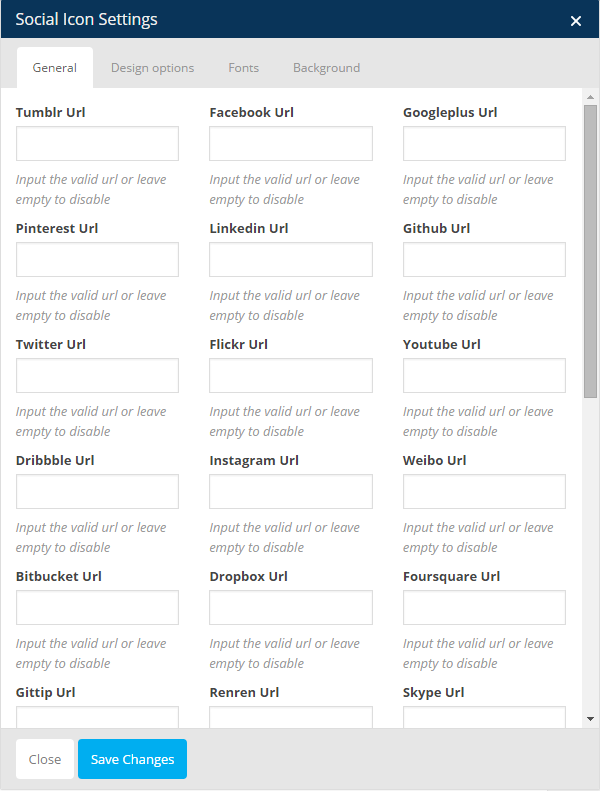 Social Icon Settings ×
General Design options Fonts Background
Tumblr Url Facebook Url Googleplus Url
Input the valid url or leave Input the valid url or leave Input the valid url or leave
empty to disable empty to disable empty to disable
Pinterest Url Linkedin Url Github Url
Input the valid url or leave Input the valid url or leave Input the valid url or leave
empty to disable empty to disable empty to disable
Twitter Url Flickr Url Youtube Url
Input the valid url or leave Input the valid url or leave Input the valid url or leave
empty to disable empty to disable empty to disable
Dribbble Url Instagram Url Weibo Url
Input the valid url or leave Input the valid url or leave Input the valid url or leave
empty to disable empty to disable empty to disable
Bitbucket Url Dropbox Url Foursquare Url
Input the valid url or leave Input the valid url or leave Input the valid url or leave
empty to disable empty to disable empty to disable
Gittip Url Renren Url Skype Url
Close Save Changes